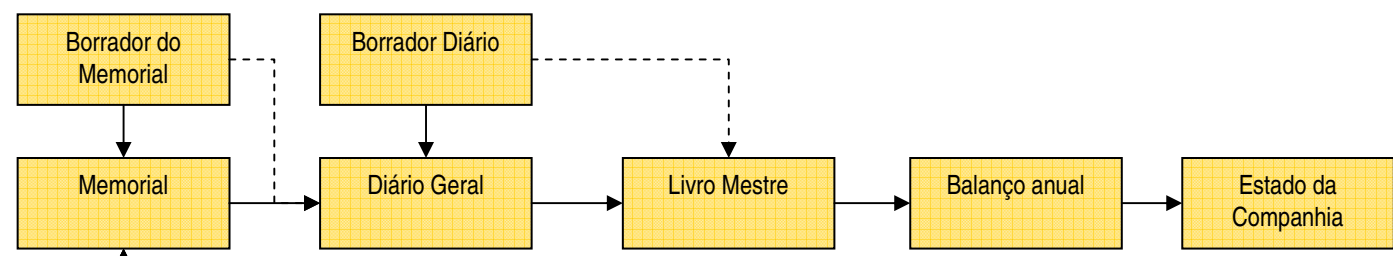 Borrador do
Memorial
Borrador Diário
Memorial
Diário Geral
Livro Mestre
Balanço anual
Estado da
Companhia